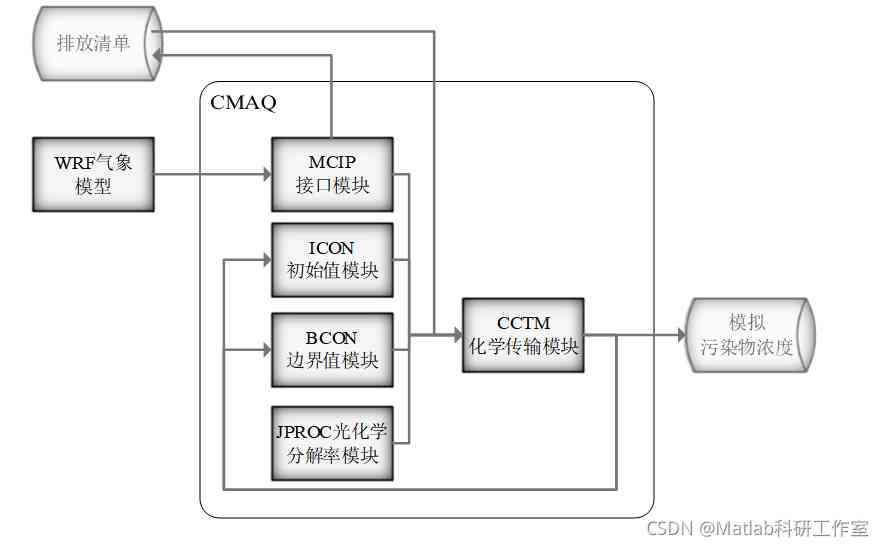 排放清单
CMAQ
WRF气象
模型
MCIP
接口模块
ICON
初始值模块
BCON
边界值模块
JPROC光化学
分解率模块
CCTM
化学传输模块
模拟
污染物浓度
CSDN @Matlab科研工作室